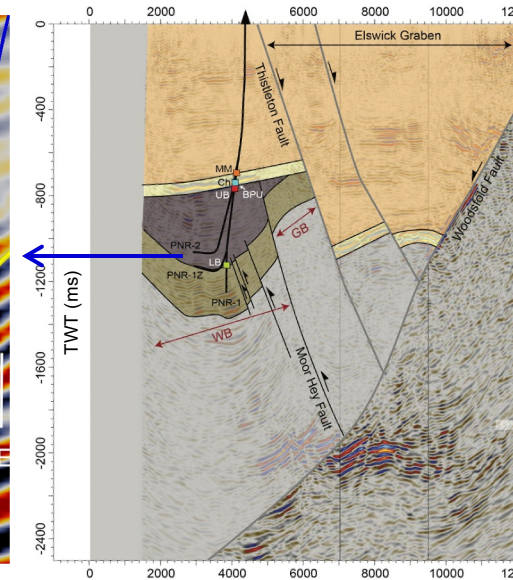 0 2000 4000 6000 8000 10000
Elswick Graben
0
-400
-800
-1200
-1600
-2000
-2400
TWT (ms)
Thistleton Fault
Woodsfold Fault
MM
Ch
UB
BPU
GB
PNR-2
LB
PNR-1Z
PNR-1
WB
Moor Hey Fault
0 2000 4000 6000 8000 10000